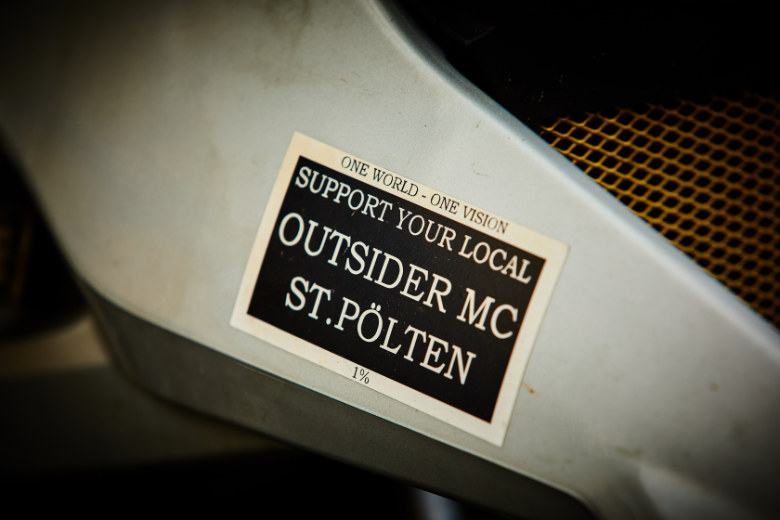 ONE WORLD - ONE VISION
SUPPORT YOUR LOCAL
OUTSIDER MC
ST.PÖLTEN
1%